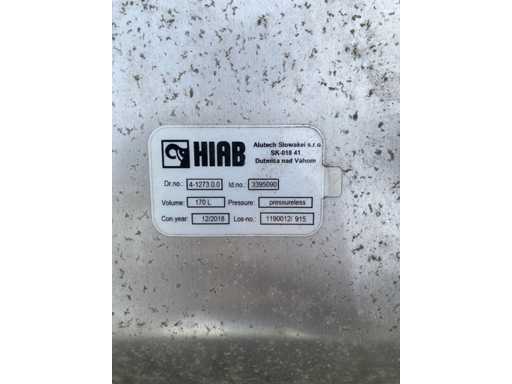 HIAB
Alutech Slowakei s.r.o
SK-018 41
Dubnica nad Váhom
Dr.no.: 4-1273.0.0 Id.no.: 3395090
Volume: 170 L Pressure: pressureless
Con.year: 12/2018 Los-no.: 1190012/ 915